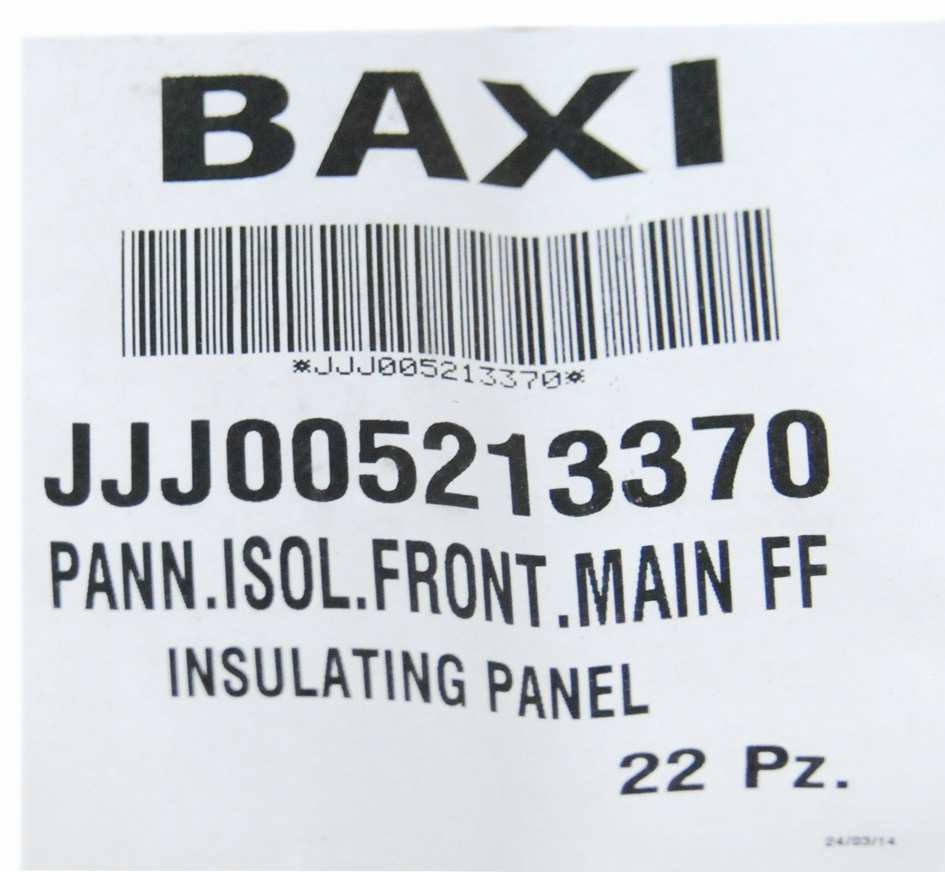 BAXI
*JJJ005213370*
JJJ005213370
PANN.ISOL.FRONT.MAIN FF
INSULATING PANEL
22 Pz.
24/03/14